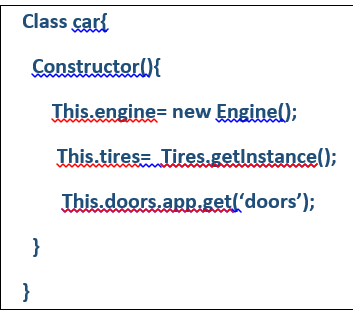 Class car{
Constructor(){
This.engine= new Engine();
This.tires=  Tires.getInstance();
This.doors.app.get(‘doors’);
}
}